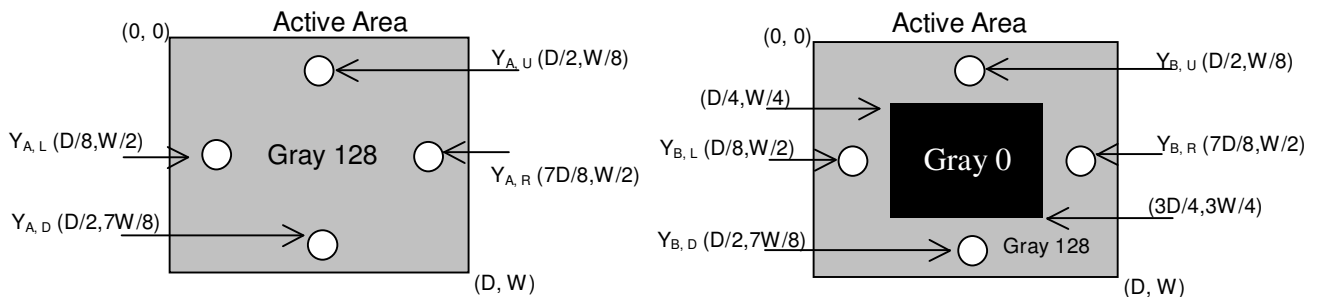 Active Area
(0, 0)
Y A, U (D/2,W/8)
Y A, L (D/8,W/2)
Gray 128
Y A, R (7D/8,W/2)
Y A, D (D/2,7W/8)
(D, W)
Active Area
(0, 0)
Y B, U (D/2,W/8)
(D/4,W/4)
Y B, L (D/8,W/2)
Gray 0
Y B, R (7D/8,W/2)
(3D/4,3W/4)
Y B, D (D/2,7W/8)
Gray 128
(D, W)